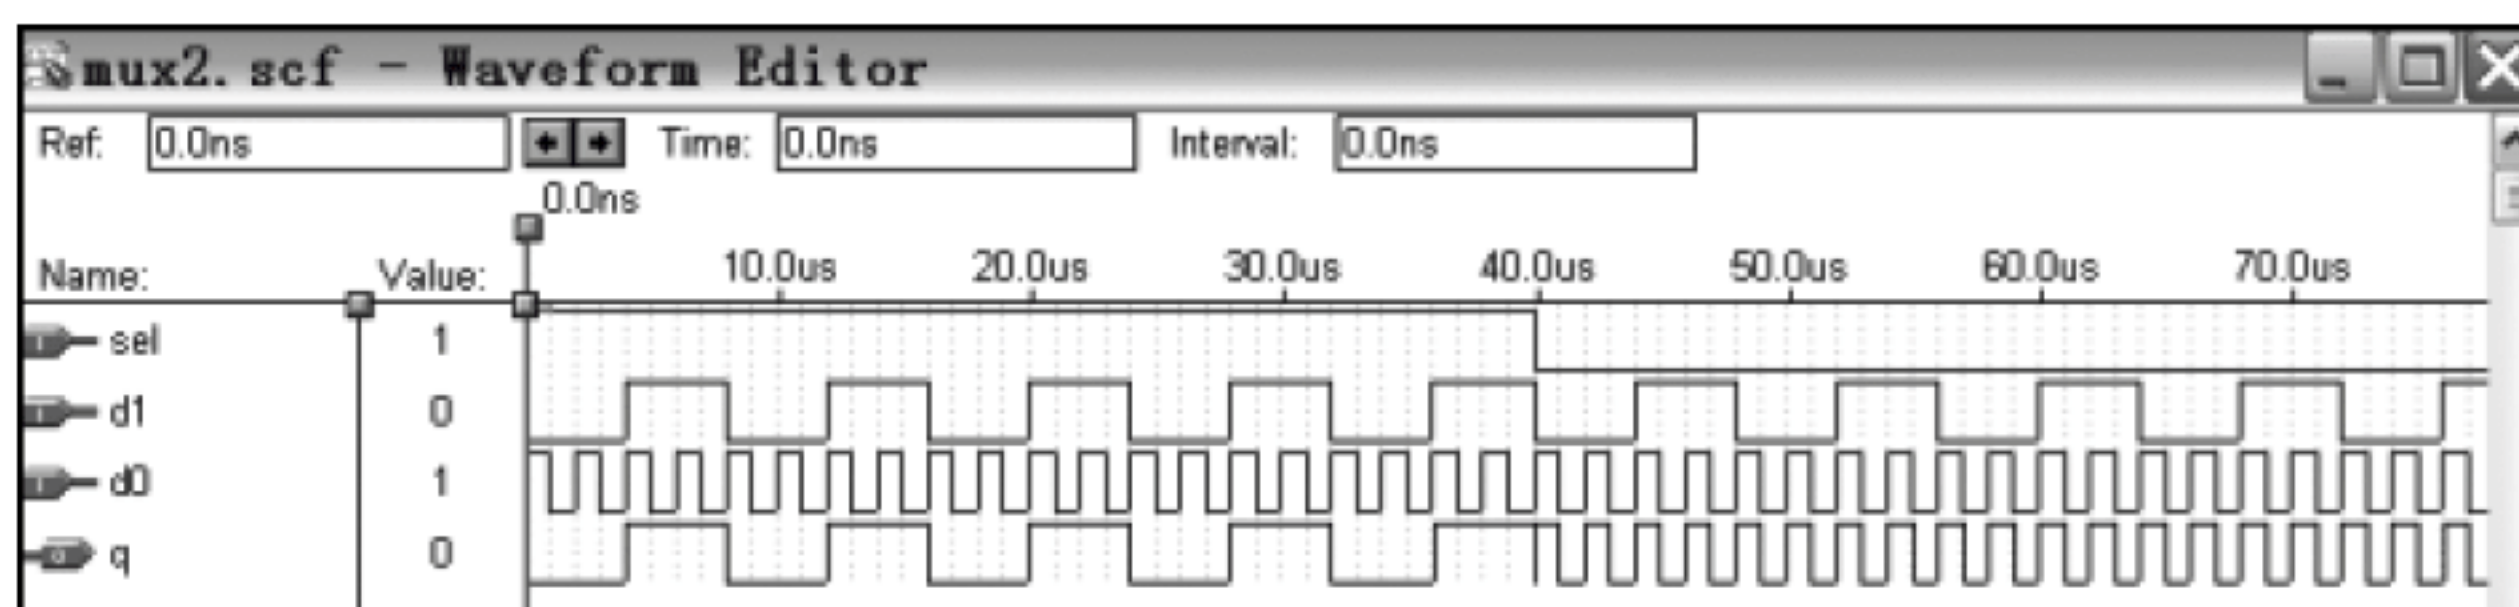 mux2.scf - Waveform Editor
Ref: 0.0ns Time: 0.0ns Interval: 0.0ns
0.0ns
Name: Value: 10.0us 20.0us 30.0us 40.0us 50.0us 60.0us 70.0us
sel 1
d1 0
d0 1
q 0